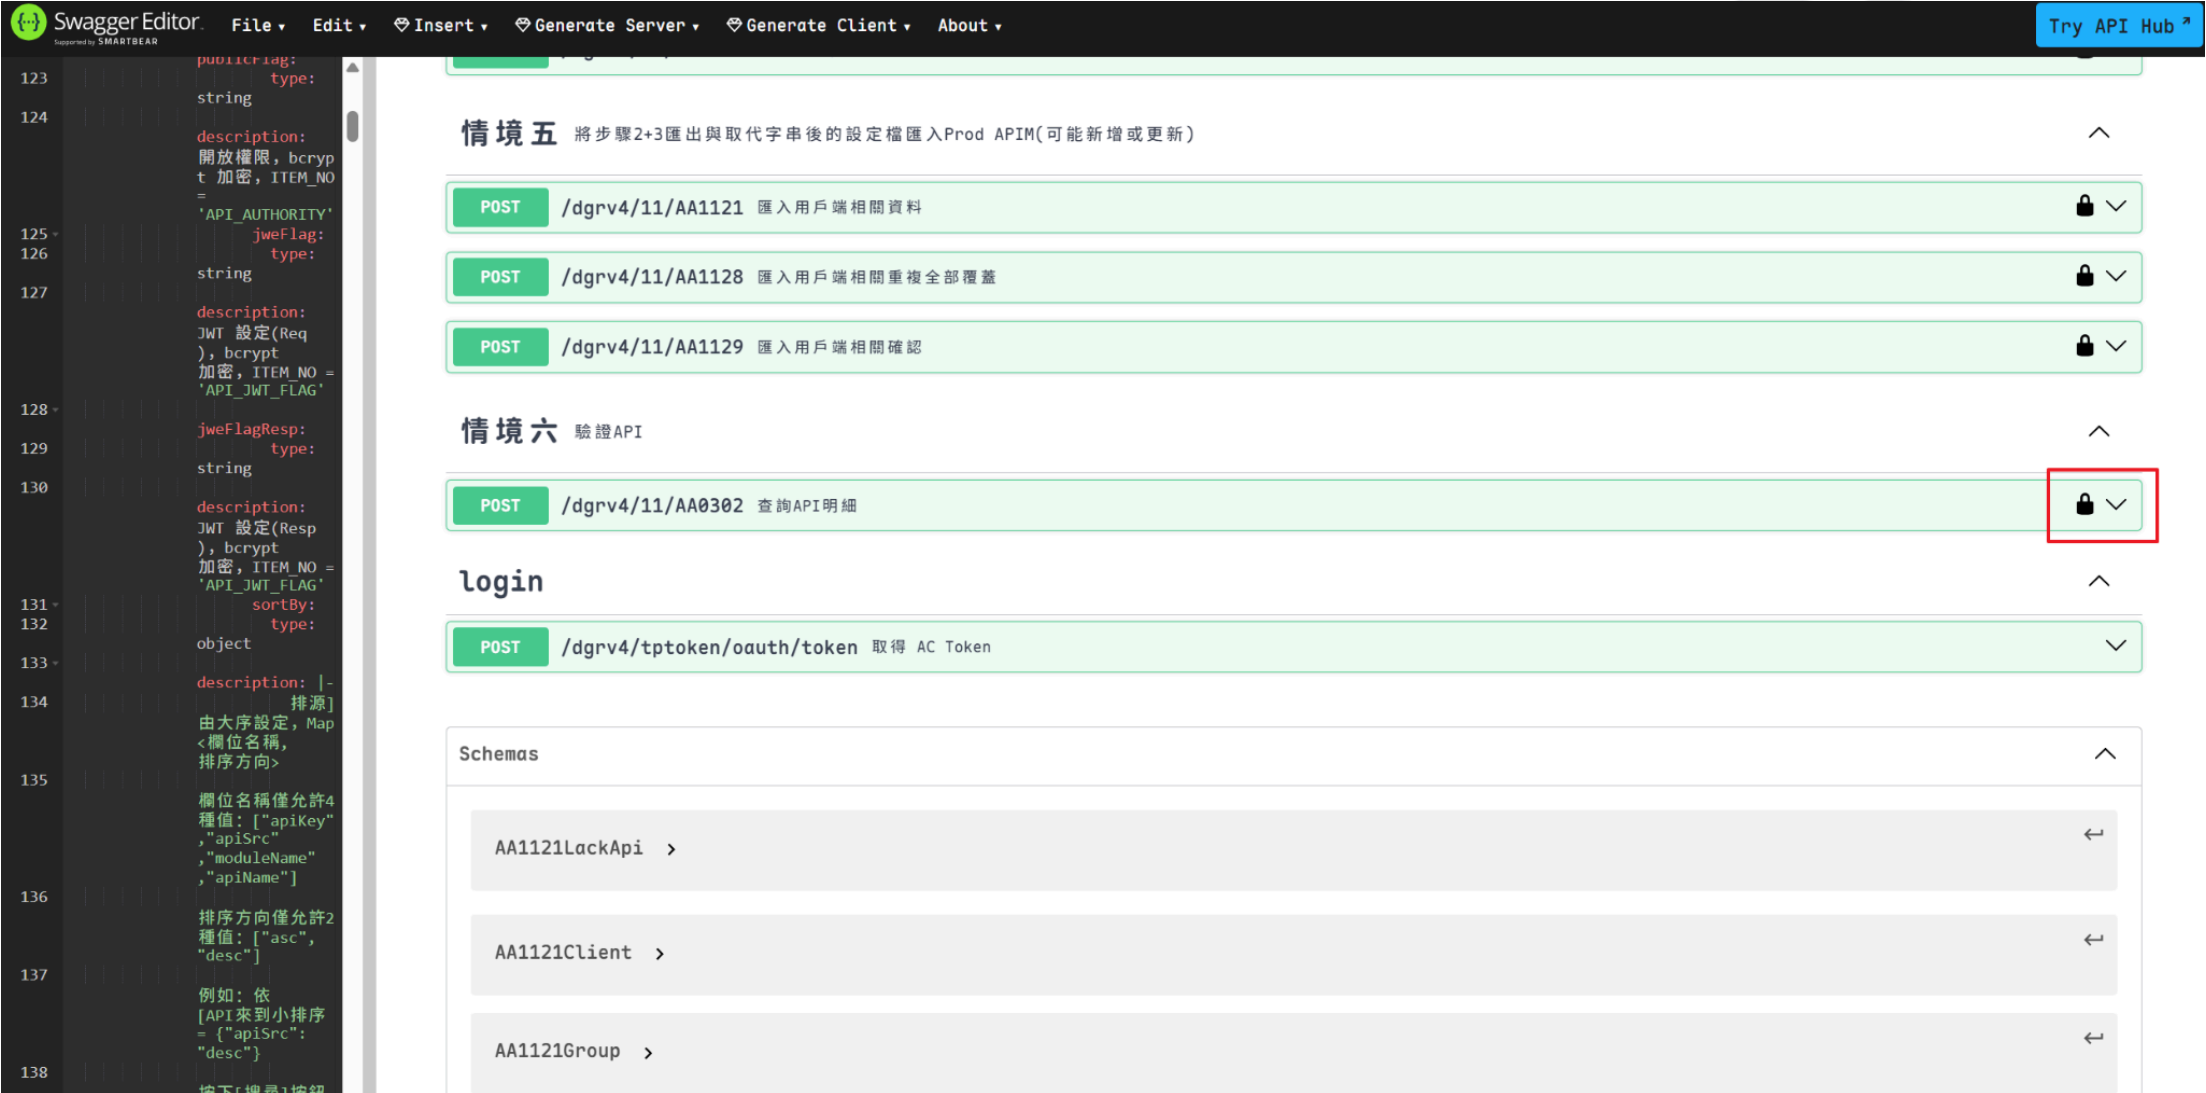 Swagger Editor.
Supported by SMARTBEAR
File
Edit
Insert
Generate Server
Generate Client
About
Try API Hub
publicFlag:
123 type:
string
124
description:
開放權限, bcryp
t 加密, ITEM_NO
=
'API_AUTHORITY'
125 jweFlag:
126 type:
string
127
description:
JWT 設定(Req
), bcrypt
加密, ITEM_NO =
'API_JWT_FLAG'
128
jweFlagResp:
129 type:
string
130
description:
JWT 設定(Resp
), bcrypt
加密, ITEM_NO =
'API_JWT_FLAG'
131 sortBy:
132 type:
object
133
description: |-
134 排源]
由大序設定, Map
<欄位名稱,
排序方向>
135
欄位名稱僅允許4
種值: ["apiKey"
,"apiSrc"
,"moduleName"
,"apiName"]
136
排序方向僅允許2
種值: ["asc",
"desc"]
137
例如: 依
[API來到小排序
= {"apiSrc":
"desc"}
138
按下[搜尋]按鈕
情境五 將步驟2+3匯出與取代字串後的設定檔匯入Prod APIM(可能新增或更新)
POST /dgrv4/11/AA1121 匯入用戶端相關資料
POST /dgrv4/11/AA1128 匯入用戶端相關重複全部覆蓋
POST /dgrv4/11/AA1129 匯入用戶端相關確認
情境六 驗證API
POST /dgrv4/11/AA0302 查詢API明細
login
POST /dgrv4/tptoken/oauth/token 取得 AC Token
Schemas
AA1121LackApi
AA1121Client
AA1121Group